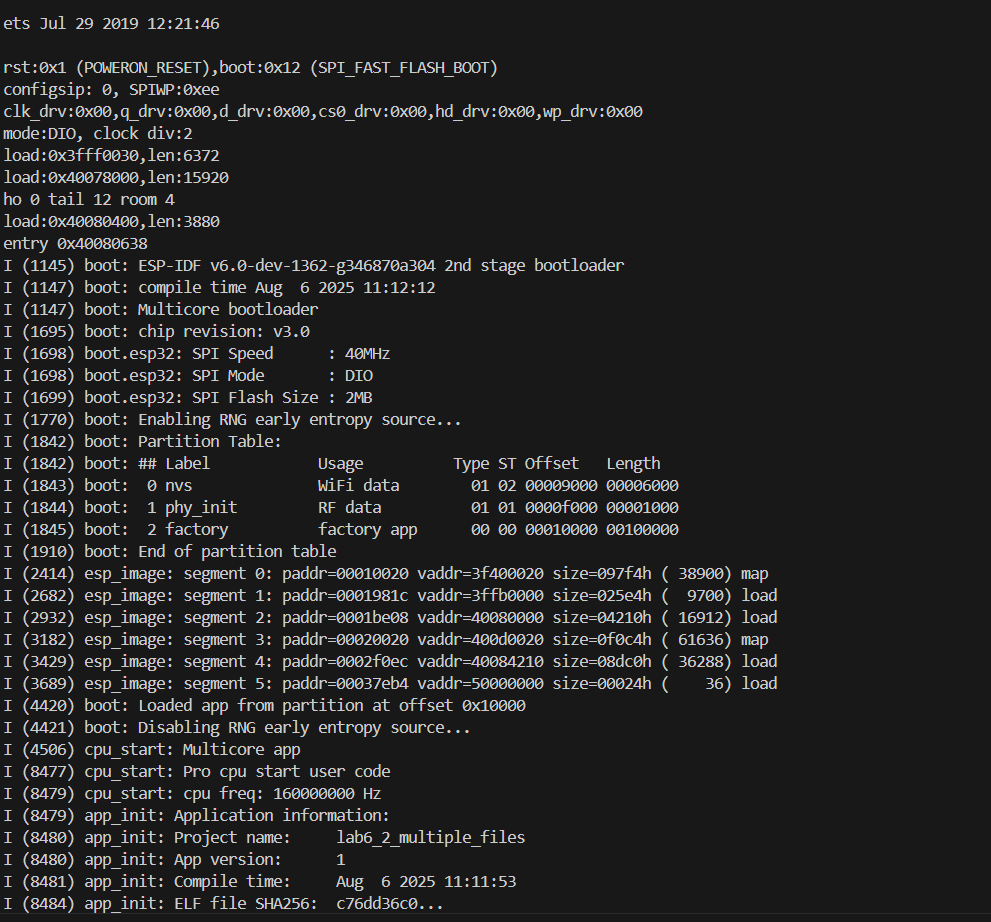 ets Jul 29 2019 12:21:46
rst:0x1 (POWERON_RESET),boot:0x12 (SPI_FAST_FLASH_BOOT)
configsip: 0, SPIWP:0xee
clk_drv:0x00,q_drv:0x00,d_drv:0x00,cs0_drv:0x00,hd_drv:0x00,wp_drv:0x00
mode:DIO, clock div:2
load:0x3fff0030,len:6372
load:0x40078000,len:15920
ho 0 tail 12 room 4
load:0x40080400,len:3880
entry 0x40080638
I (1145) boot: ESP-IDF v6.0-dev-1362-g346870a304 2nd stage bootloader
I (1147) boot: compile time Aug  6 2025 11:12:12
I (1147) boot: Multicore bootloader
I (1695) boot: chip revision: v3.0
I (1698) boot.esp32: SPI Speed      : 40MHz
I (1698) boot.esp32: SPI Mode       : DIO
I (1699) boot.esp32: SPI Flash Size : 2MB
I (1770) boot: Enabling RNG early entropy source...
I (1842) boot: Partition Table:
I (1842) boot: ## Label            Usage          Type ST Offset   Length
I (1843) boot:  0 nvs              WiFi data        01 02 00009000 00006000
I (1844) boot:  1 phy_init         RF data          01 01 0000f000 00001000
I (1845) boot:  2 factory          factory app      00 00 00010000 00100000
I (1910) boot: End of partition table
I (2414) esp_image: segment 0: paddr=00010020 vaddr=3f400020 size=097f4h ( 38900) map
I (2682) esp_image: segment 1: paddr=0001981c vaddr=3ffb0000 size=025e4h (  9700) load
I (2932) esp_image: segment 2: paddr=0001be08 vaddr=40080000 size=04210h ( 16912) load
I (3182) esp_image: segment 3: paddr=00020020 vaddr=400d0020 size=0f0c4h ( 61636) map
I (3429) esp_image: segment 4: paddr=0002f0ec vaddr=40084210 size=08dc0h ( 36288) load
I (3689) esp_image: segment 5: paddr=00037eb4 vaddr=50000000 size=00024h (    36) load
I (4420) boot: Loaded app from partition at offset 0x10000
I (4421) boot: Disabling RNG early entropy source...
I (4506) cpu_start: Multicore app
I (8477) cpu_start: Pro cpu start user code
I (8479) cpu_start: cpu freq: 160000000 Hz
I (8479) app_init: Application information:
I (8480) app_init: Project name:     lab6_2_multiple_files
I (8480) app_init: App version:      1
I (8481) app_init: Compile time:     Aug  6 2025 11:11:53
I (8484) app_init: ELF file SHA256:  c76dd36c0...